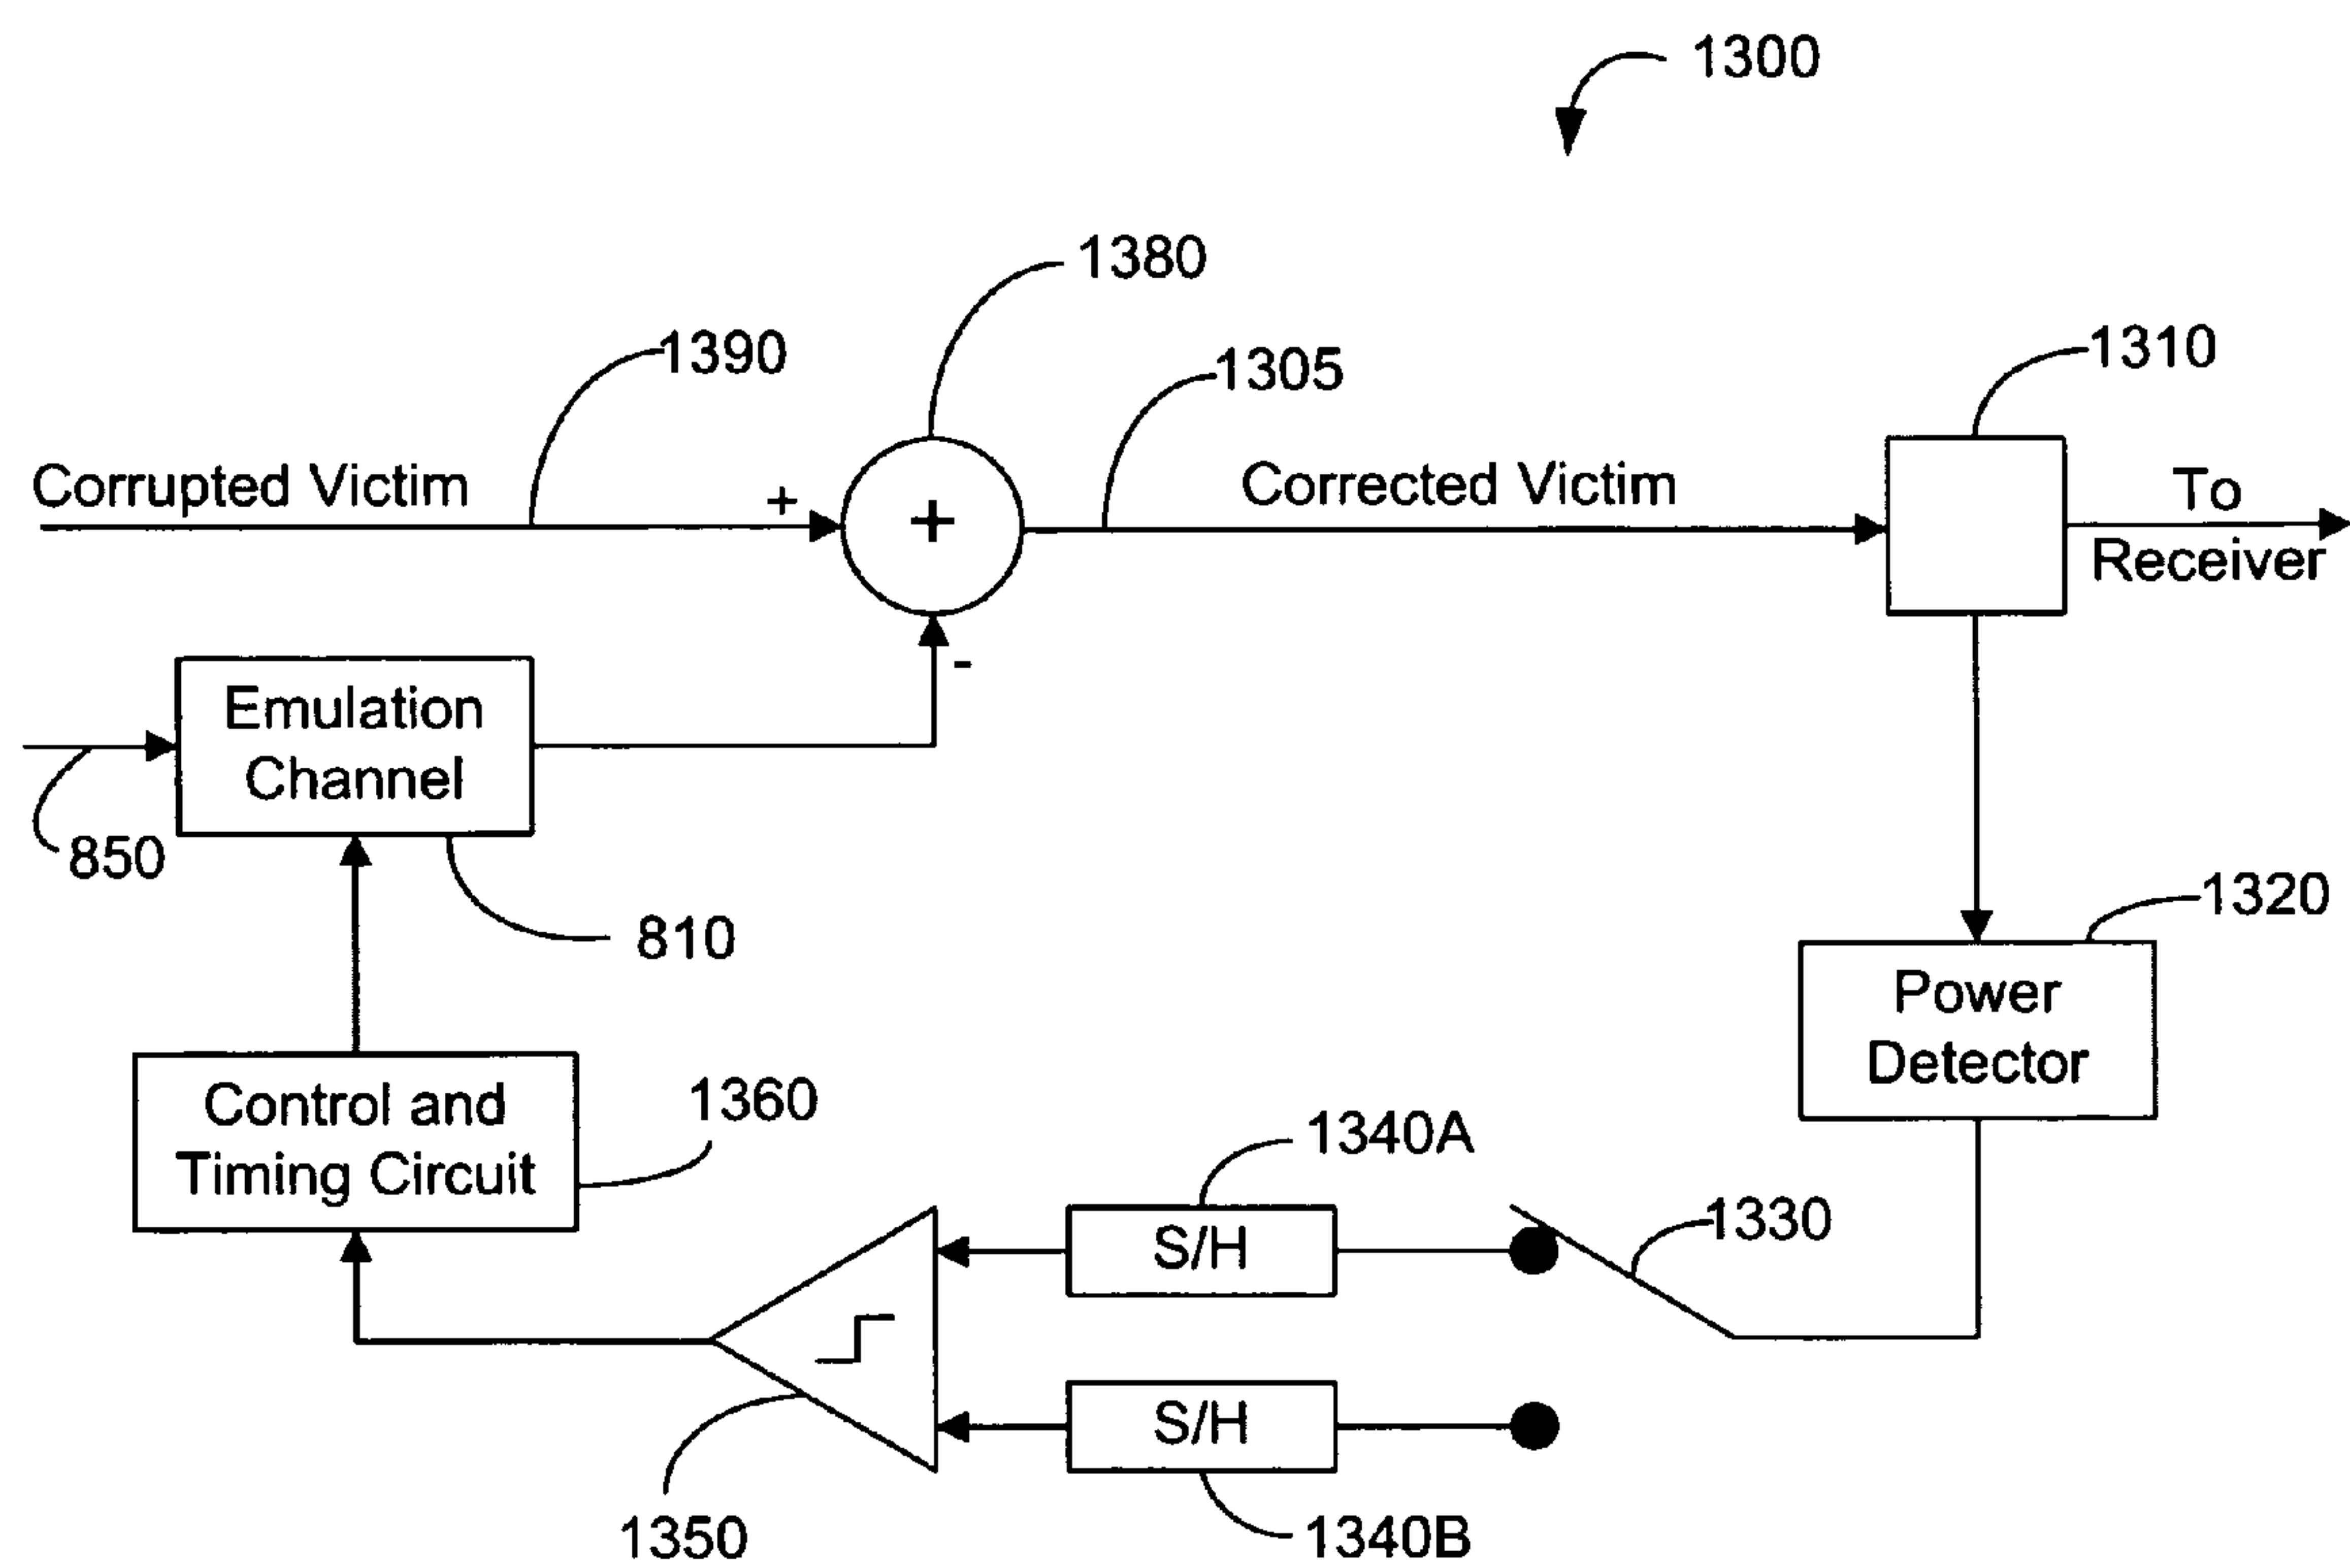 1300
1380
1390
1305
1310
Corrupted Victim
+
+
Corrected Victim
To
Receiver
-
Emulation
Channel
850
810
1320
Power
Detector
Control and
Timing Circuit
1360
1340A
S/H
1330
S/H
1350
1340B